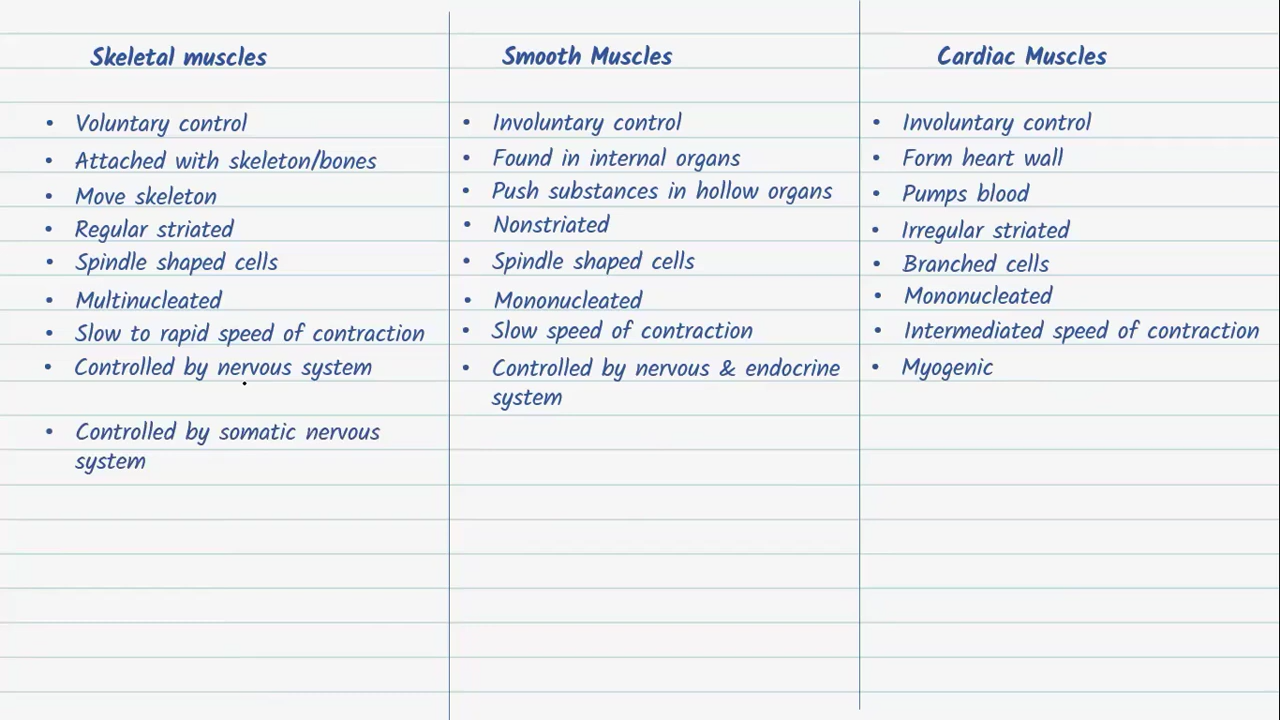 Skeletal muscles
• Voluntary control
• Attached with skeleton/bones
• Move skeleton
• Regular striated
• Spindle shaped cells
• Multinucleated
• Slow to rapid speed of contraction
• Controlled by nervous system
• Controlled by somatic nervous
system
Smooth Muscles
• Involuntary control
• Found in internal organs
• Push substances in hollow organs
• Nonstriated
• Spindle shaped cells
• Mononucleated
• Slow speed of contraction
• Controlled by nervous & endocrine
system
Cardiac Muscles
• Involuntary control
• Form heart wall
• Pumps blood
• Irregular striated
• Branched cells
• Mononucleated
• Intermediated speed of contraction
• Myogenic